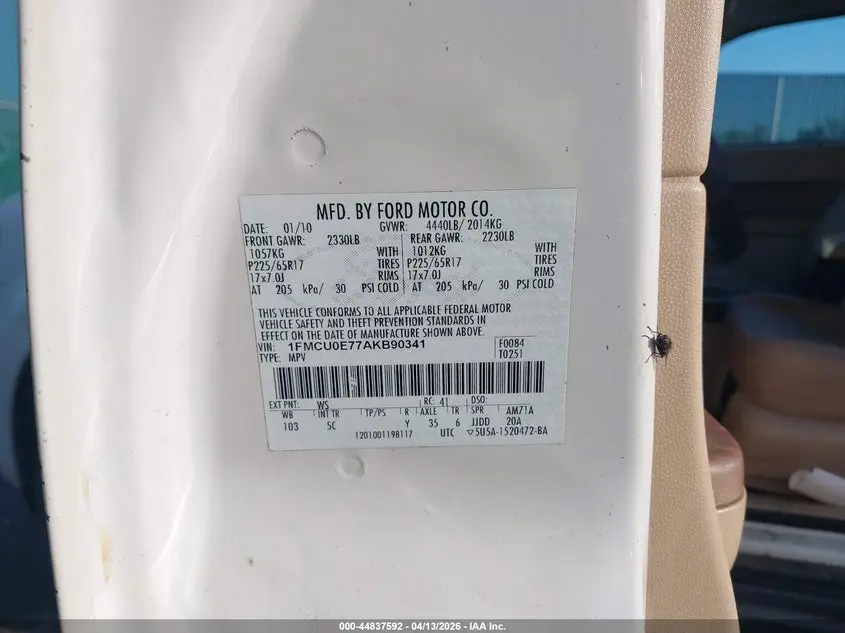 MFD. BY FORD MOTOR CO.
DATE: 01/10 GVWR: 4440LB/ 2014KG
FRONT GAWR: 2330LB REAR GAWR: 2230LB
1057KG WITH 1012KG WITH
P225/65R17 TIRES P225/65R17 TIRES
17x7.0J RIMS 17x7.0J RIMS
AT 205 kPa/ 30 PSI COLD AT 205 kPa/ 30 PSI COLD
THIS VEHICLE CONFORMS TO ALL APPLICABLE FEDERAL MOTOR
VEHICLE SAFETY AND THEFT PREVENTION STANDARDS IN
EFFECT ON THE DATE OF MANUFACTURE SHOWN ABOVE.
VIN: 1FMCU0E77AKB90341 F0084
TYPE: MPV T0251
EXT PNT: WS RC: 41 DSO:
WB INT TR TP/PS R AXLE TR SPR AM71A
103 5C Y 35 6 JJDD 20A
1201001198117 UTC ▽5U5A-1520472-BA
000-44837592 - 04/13/2026 - IAA Inc.